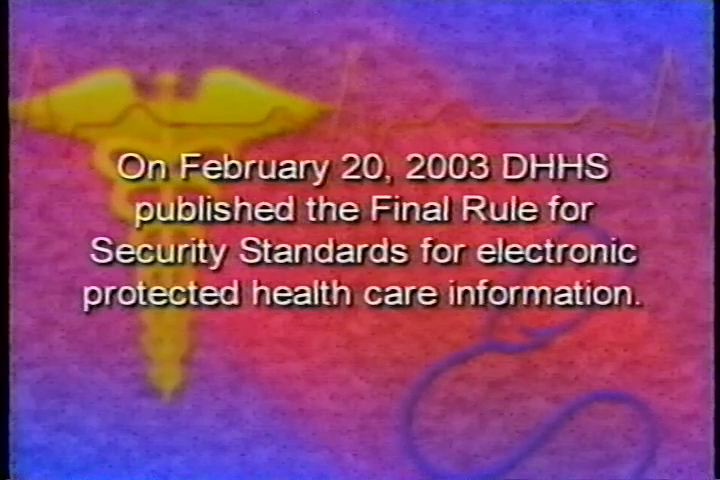 On February 20, 2003 DHHS
published the Final Rule for
Security Standards for electronic
protected health care information.